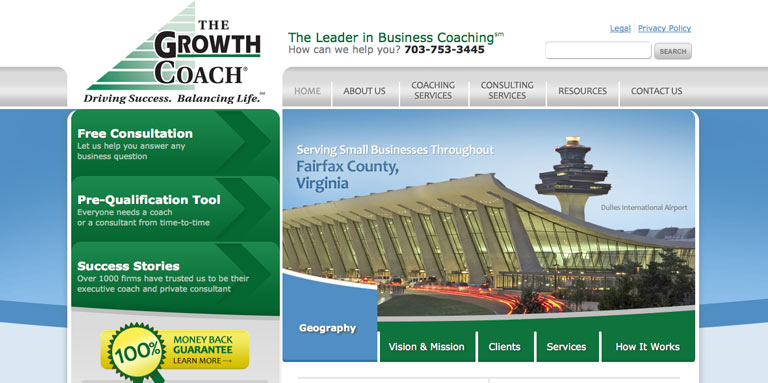 THE
GROWTH
COACH®
Driving Success. Balancing Life.℠
The Leader in Business Coaching℠
How can we help you? 703-753-3445
Legal | Privacy Policy
SEARCH
HOME
ABOUT US
COACHING
SERVICES
CONSULTING
SERVICES
RESOURCES
CONTACT US
Free Consultation
Let us help you answer any
business question
Pre-Qualification Tool
Everyone needs a coach
or a consultant from time-to-time
Success Stories
Over 1000 firms have trusted us to be their
executive coach and private consultant
100%
MONEY BACK
GUARANTEE
LEARN MORE →
Serving Small Businesses Throughout
Fairfax County,
Virginia
Dulles International Airport
Geography
Vision & Mission
Clients
Services
How It Works